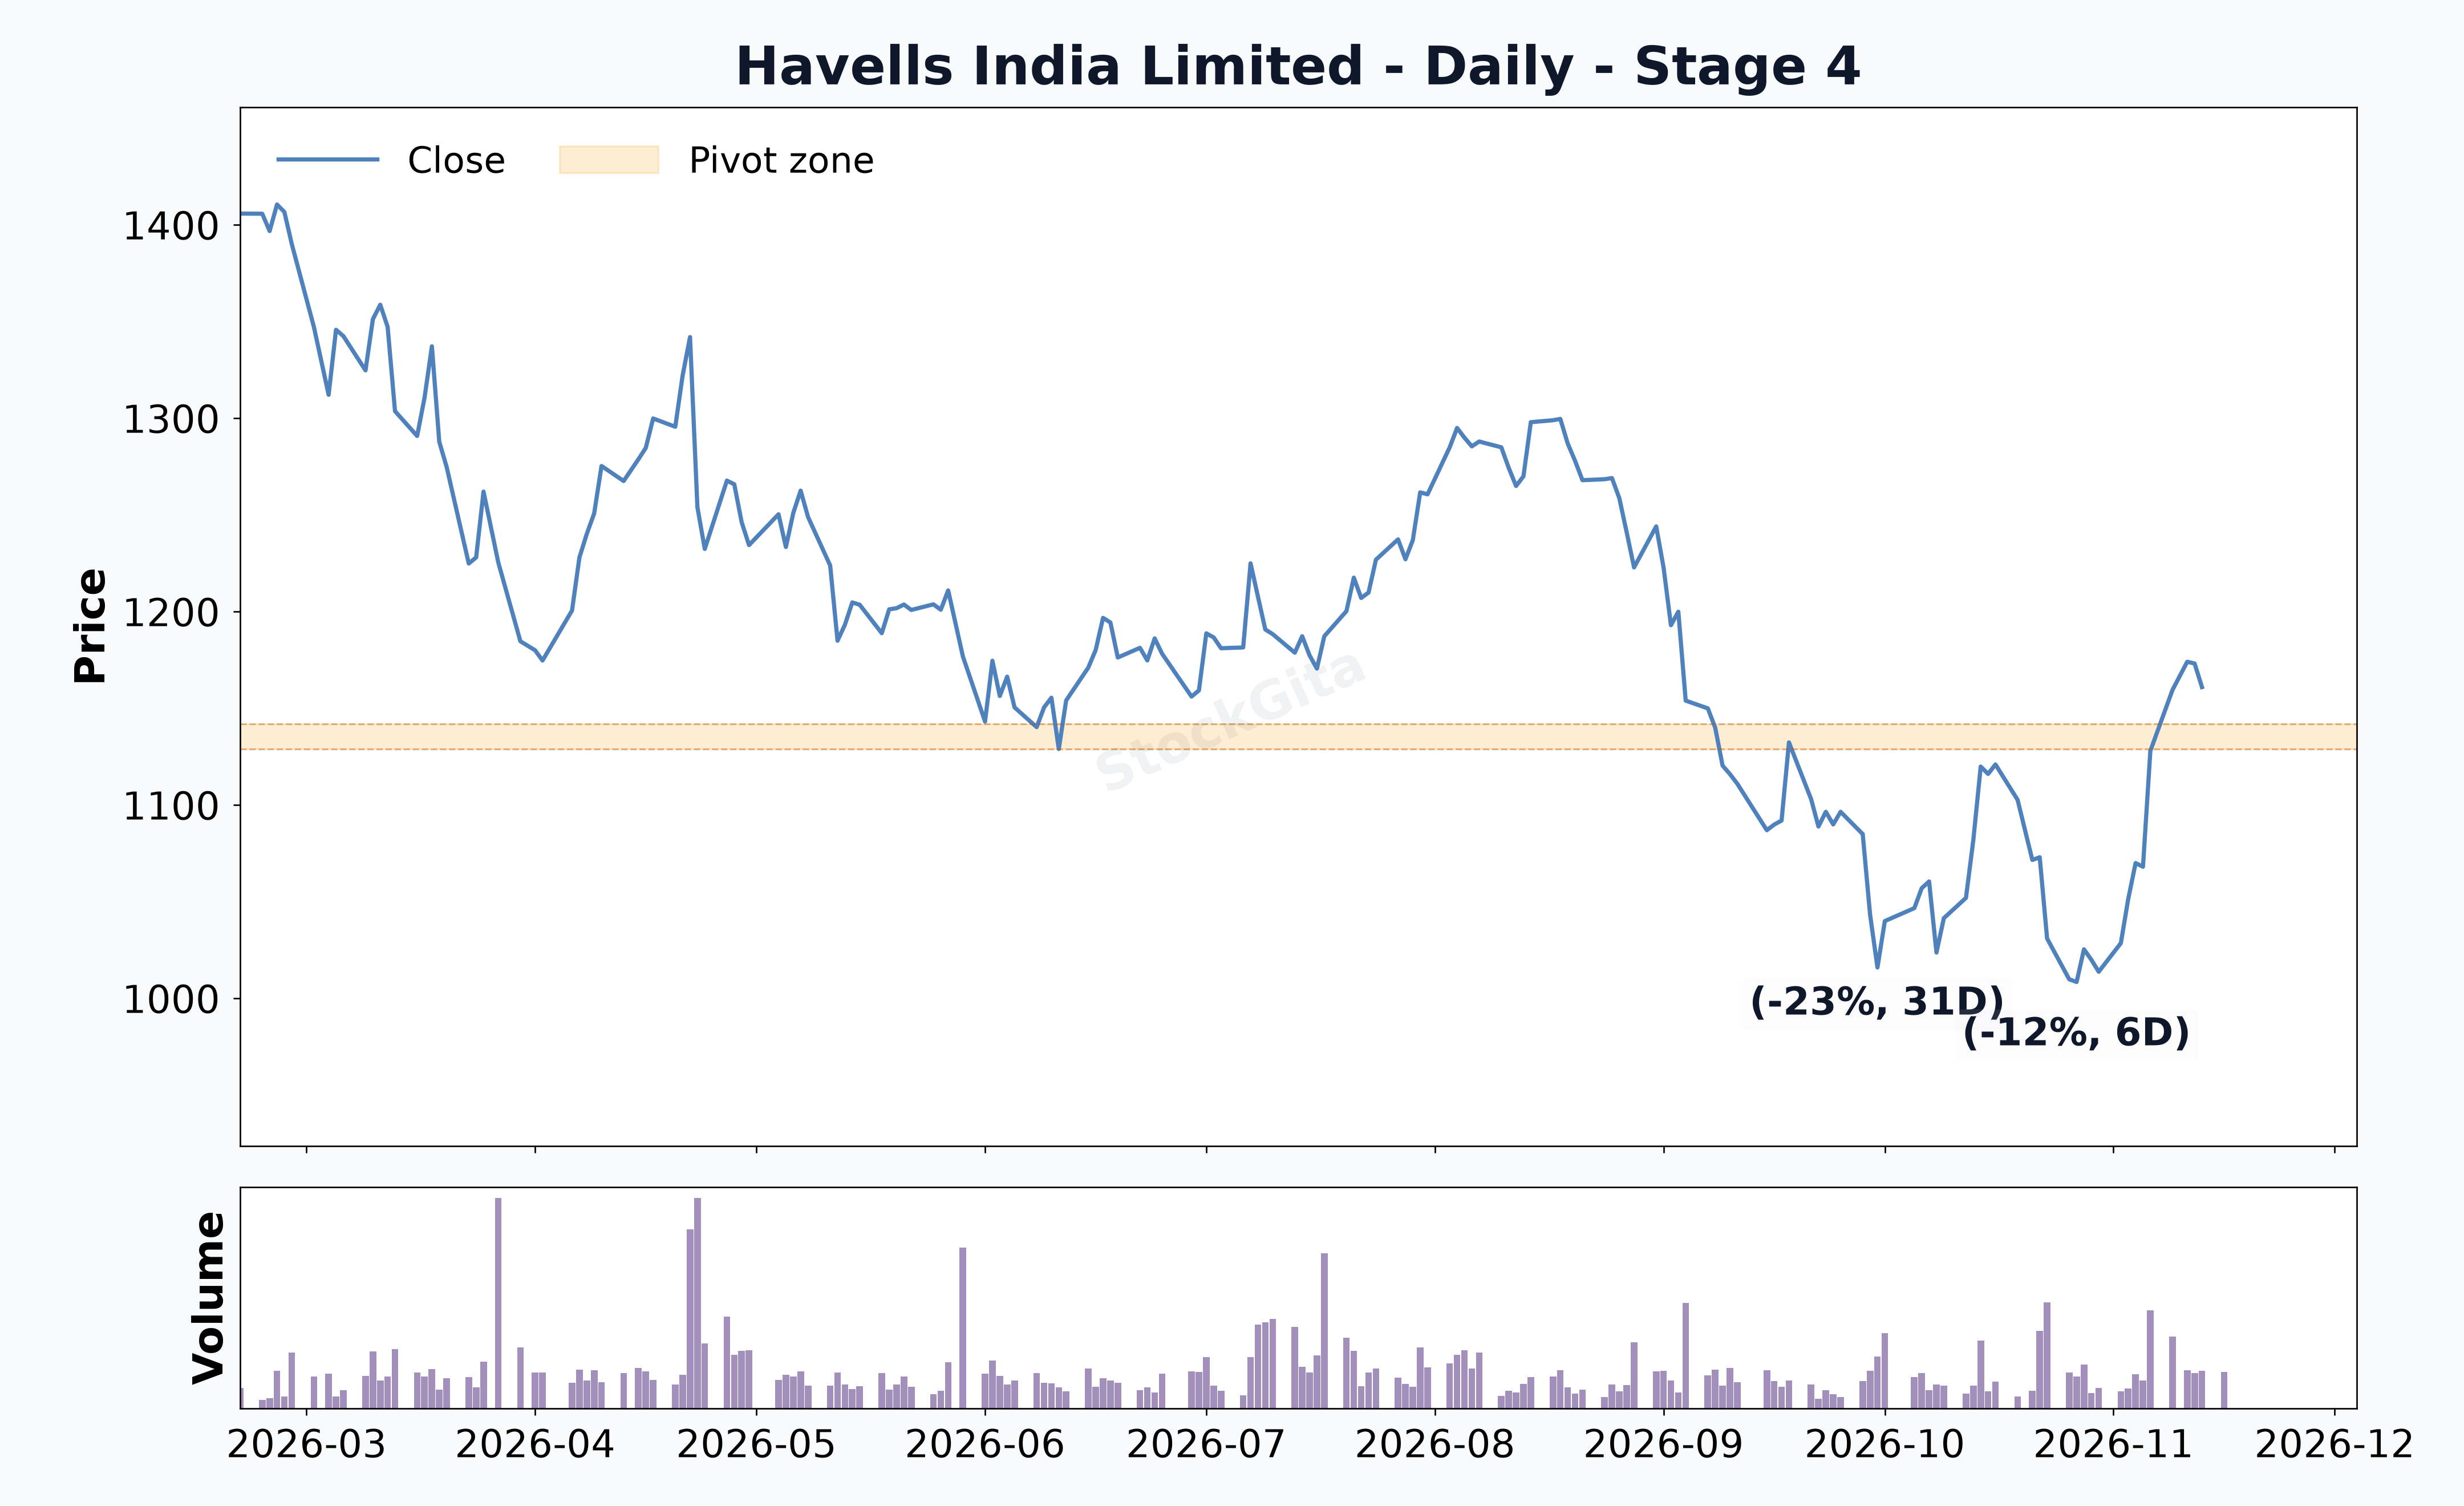 Havells India Limited - Daily - Stage 4
Close
Pivot zone
1400
1300
1200
1100
1000
Price
StockGita
(-23%, 31D)
(-12%, 6D)
Volume
2026-03
2026-04
2026-05
2026-06
2026-07
2026-08
2026-09
2026-10
2026-11
2026-12